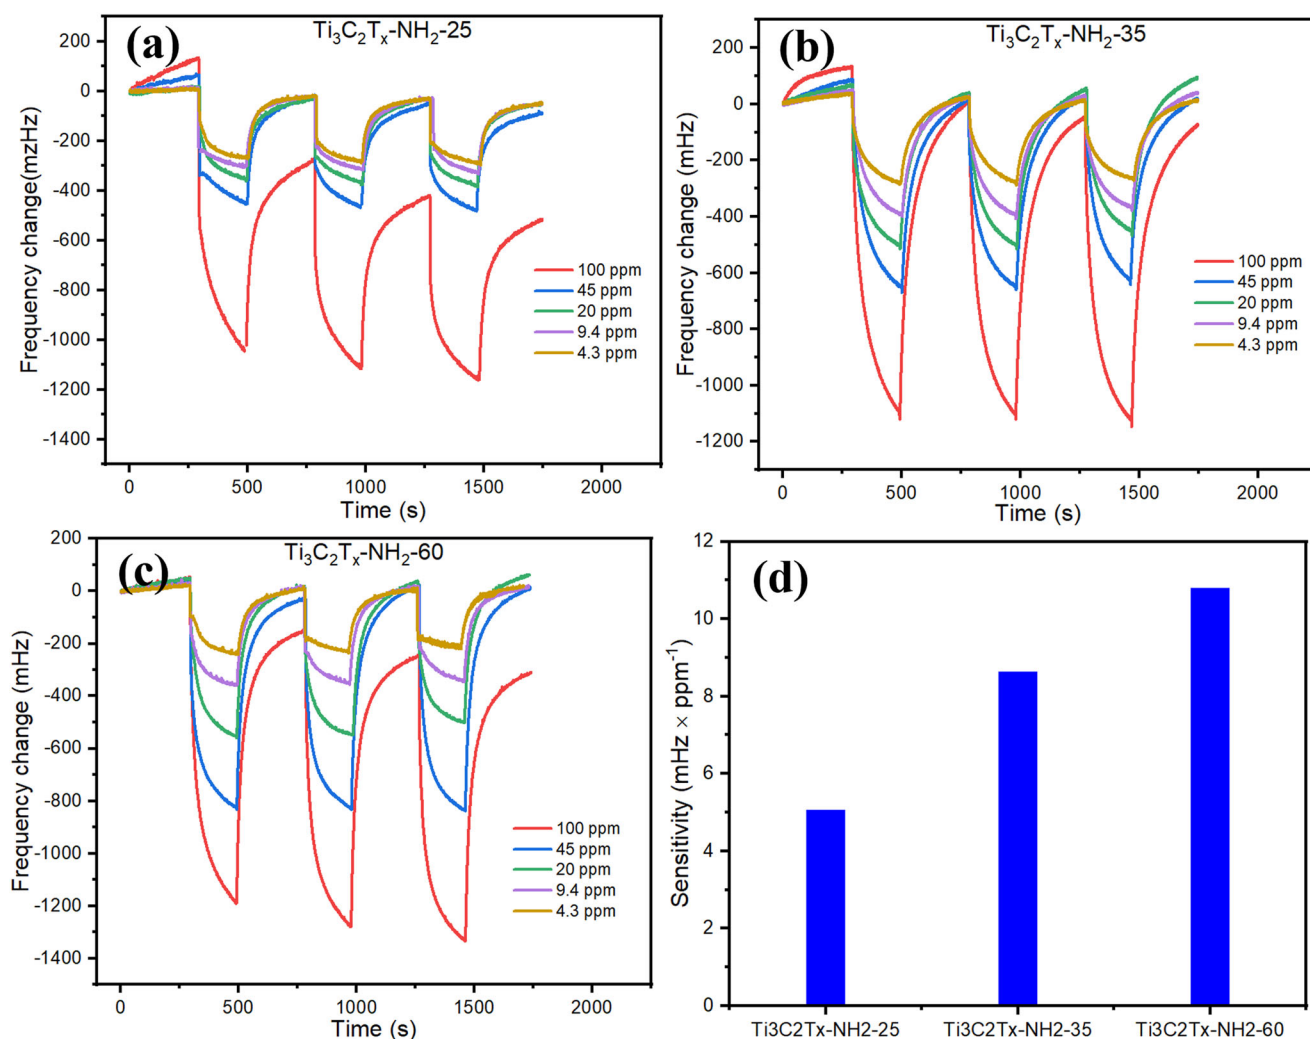 (a)
Ti₃C₂Tₓ-NH₂-25
Frequency change(mzHz)
200
0
-200
-400
-600
-800
-1000
-1200
-1400
100 ppm
45 ppm
20 ppm
9.4 ppm
4.3 ppm
0 500 1000 1500 2000
Time (s)
(b)
Ti₃C₂Tₓ-NH₂-35
Frequency change (mHz)
200
0
-200
-400
-600
-800
-1000
-1200
100 ppm
45 ppm
20 ppm
9.4 ppm
4.3 ppm
0 500 1000 1500 2000
Time (s)
(c)
Ti₃C₂Tₓ-NH₂-60
Frequency change (mHz)
200
0
-200
-400
-600
-800
-1000
-1200
-1400
100 ppm
45 ppm
20 ppm
9.4 ppm
4.3 ppm
0 500 1000 1500 2000
Time (s)
(d)
Sensitivity (mHz × ppm⁻¹)
12
10
8
6
4
2
0
Ti3C2Tx-NH2-25 Ti3C2Tx-NH2-35 Ti3C2Tx-NH2-60